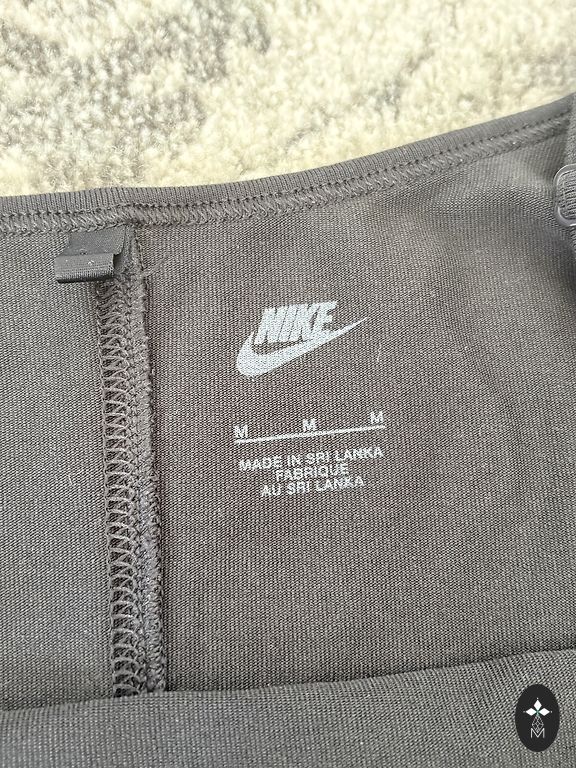 NIKE
M M M
MADE IN SRI LANKA
FABRIQUE
AU SRI LANKA
M